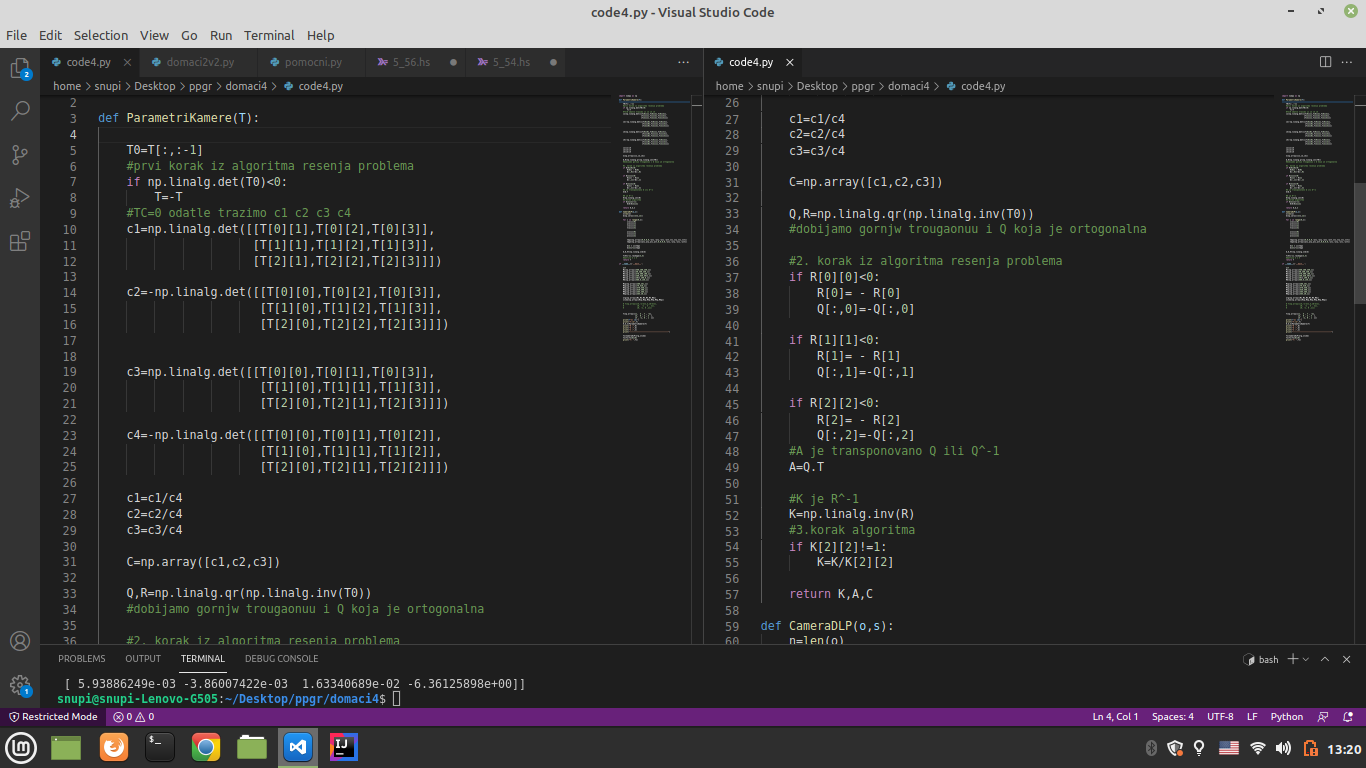 code4.py - Visual Studio Code
File Edit Selection View Go Run Terminal Help
code4.py domaci2v2.py pomocni.py 5_56.hs 5_54.hs
home > snupi > Desktop > ppgr > domaci4 > code4.py
2
3 def ParametriKamere(T):
4
5 T0=T[:,:-1]
6 #prvi korak iz algoritma resenja problema
7 if np.linalg.det(T0)<0:
8 T=-T
9 #TC=0 odatle trazimo c1 c2 c3 c4
10 c1=np.linalg.det([[T[0][1],T[0][2],T[0][3]],
11 [T[1][1],T[1][2],T[1][3]],
12 [T[2][1],T[2][2],T[2][3]]])
13
14 c2=-np.linalg.det([[T[0][0],T[0][2],T[0][3]],
15 [T[1][0],T[1][2],T[1][3]],
16 [T[2][0],T[2][2],T[2][3]]])
17
18
19 c3=np.linalg.det([[T[0][0],T[0][1],T[0][3]],
20 [T[1][0],T[1][1],T[1][3]],
21 [T[2][0],T[2][1],T[2][3]]])
22
23 c4=-np.linalg.det([[T[0][0],T[0][1],T[0][2]],
24 [T[1][0],T[1][1],T[1][2]],
25 [T[2][0],T[2][1],T[2][2]]])
26
27 c1=c1/c4
28 c2=c2/c4
29 c3=c3/c4
30
31 C=np.array([c1,c2,c3])
32
33 Q,R=np.linalg.qr(np.linalg.inv(T0))
34 #dobijamo gornjw trougaonuu i Q koja je ortogonalna
35
36 #2. korak iz algoritma resenja problema
code4.py
home > snupi > Desktop > ppgr > domaci4 > code4.py
26
27 c1=c1/c4
28 c2=c2/c4
29 c3=c3/c4
30
31 C=np.array([c1,c2,c3])
32
33 Q,R=np.linalg.qr(np.linalg.inv(T0))
34 #dobijamo gornjw trougaonuu i Q koja je ortogonalna
35
36 #2. korak iz algoritma resenja problema
37 if R[0][0]<0:
38 R[0]= - R[0]
39 Q[:,0]=-Q[:,0]
40
41 if R[1][1]<0:
42 R[1]= - R[1]
43 Q[:,1]=-Q[:,1]
44
45 if R[2][2]<0:
46 R[2]= - R[2]
47 Q[:,2]=-Q[:,2]
48 #A je transponovano Q ili Q^-1
49 A=Q.T
50
51 #K je R^-1
52 K=np.linalg.inv(R)
53 #3.korak algoritma
54 if K[2][2]!=1:
55 K=K/K[2][2]
56
57 return K,A,C
58
59 def CameraDLP(o,s):
60 n=len(o)
2
1
PROBLEMS OUTPUT TERMINAL DEBUG CONSOLE bash
[ 5.93886249e-03 -3.86007422e-03 1.63340689e-02 -6.36125898e+00]]
snupi@snupi-Lenovo-G505:~/Desktop/ppgr/domaci4$
Restricted Mode 0 0 Ln 4, Col 1 Spaces: 4 UTF-8 LF Python
$_ IJ 13:20